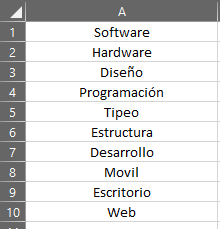 A
1 Software
2 Hardware
3 Diseño
4 Programación
5 Tipeo
6 Estructura
7 Desarrollo
8 Movil
9 Escritorio
10 Web